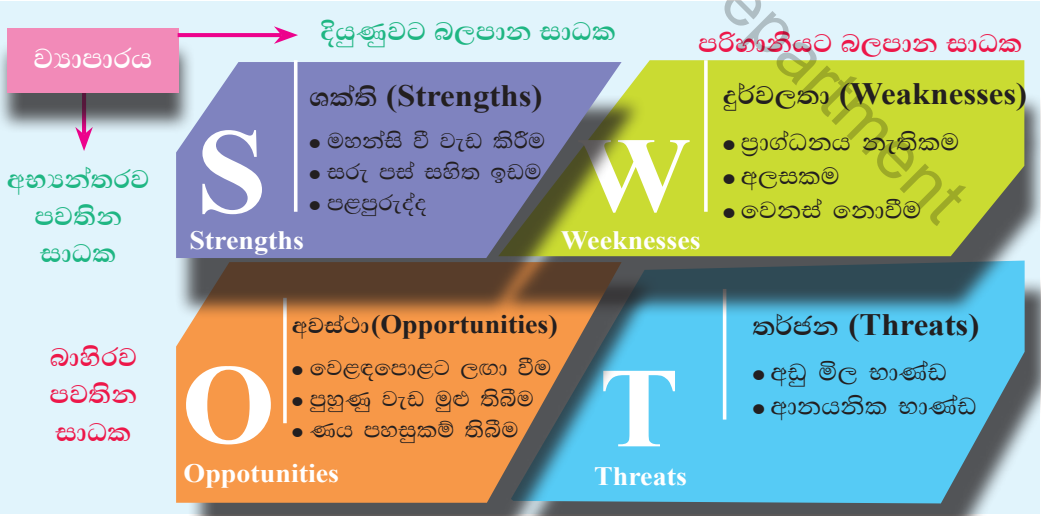 ව්‍යාපාරය
දියුණුවට බලපාන සාධක
පරිහානියට බලපාන සාධක
අභ්‍යන්තරව
පවතින
සාධක
ශක්ති (Strengths)
• මහන්සි වී වැඩ කිරීම
• සරු පස් සහිත ඉඩම
• පළපුරුද්ද
S
Strengths
දුර්වලතා (Weaknesses)
• ප්‍රාග්ධනය නැතිකම
• අලසකම
• වෙනස් නොවීම
W
Weeknesses
බාහිරව
පවතින
සාධක
අවස්ථා(Opportunities)
• වෙළඳපොළට ලඟා වීම
• පුහුණු වැඩ මුළු තිබීම
• ණය පහසුකම් තිබීම
O
Oppotunities
තර්ජන (Threats)
• අඩු මිල භාණ්ඩ
• ආනයනික භාණ්ඩ
T
Threats